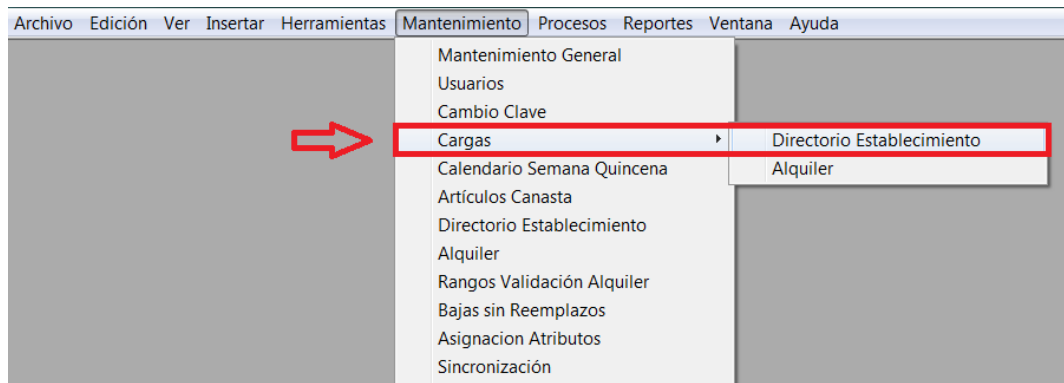 Archivo Edición Ver Insertar Herramientas Mantenimiento Procesos Reportes Ventana Ayuda
Mantenimiento General
Usuarios
Cambio Clave
Cargas Directorio Establecimiento
Calendario Semana Quincena Alquiler
Artículos Canasta
Directorio Establecimiento
Alquiler
Rangos Validación Alquiler
Bajas sin Reemplazos
Asignacion Atributos
Sincronización